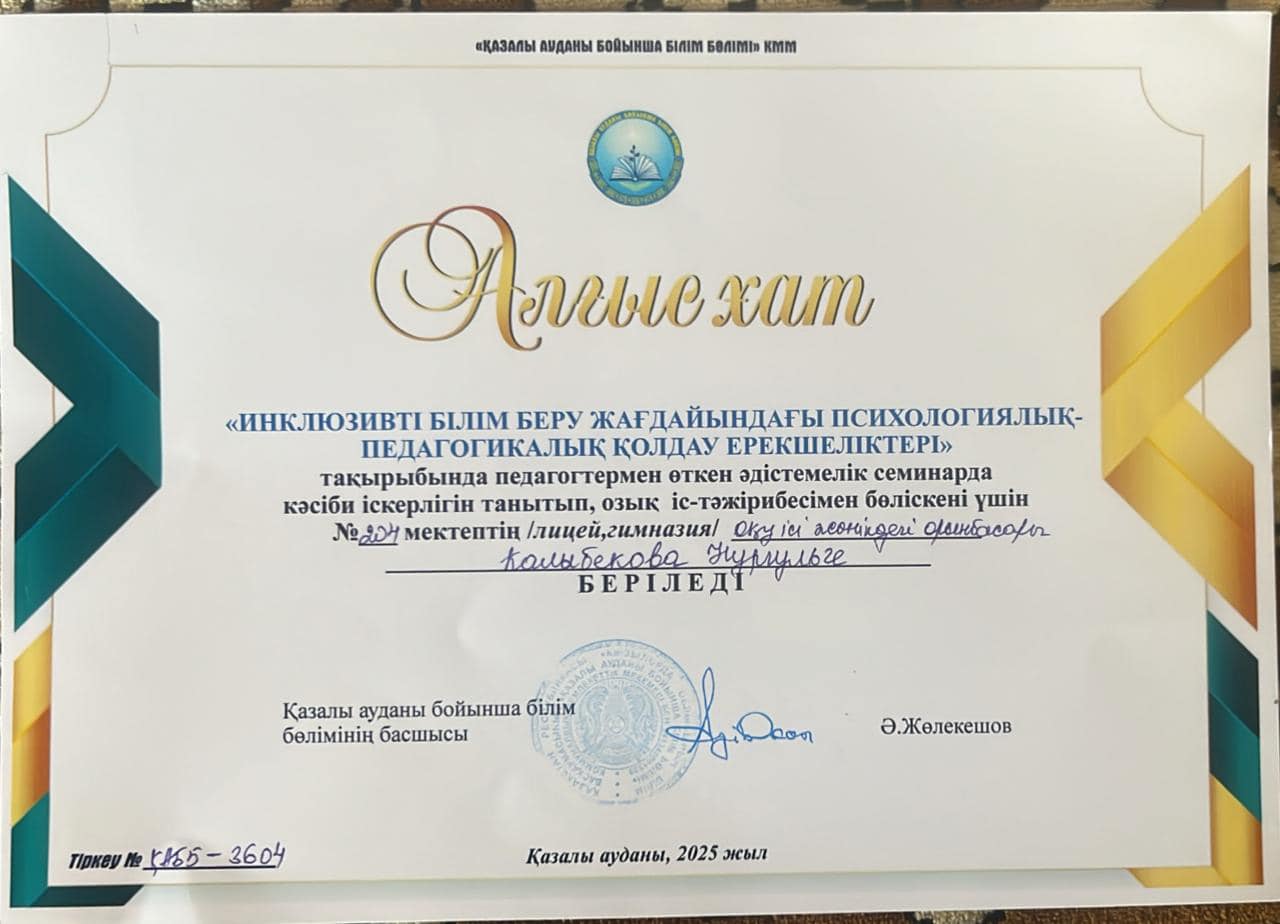 «ҚАЗАЛЫ АУДАНЫ БОЙЫНША БІЛІМ БӨЛІМІ» КММ
Алғыс хат
«ИНКЛЮЗИВТІ БІЛІМ БЕРУ ЖАҒДАЙЫНДАҒЫ ПСИХОЛОГИЯЛЫҚ-
ПЕДАГОГИКАЛЫҚ ҚОЛДАУ ЕРЕКШЕЛІКТЕРІ»
тақырыбында педагогтермен өткен әдістемелік семинарда
кәсіби іскерлігін танытып, озық іс-тәжірибесімен бөліскені үшін
№204 мектептің /лицей,гимназия/ Оқу ісі жөніндегі орынбасары
Калыбекова Нургульге
БЕРІЛЕДІ
Қазалы ауданы бойынша білім
бөлімінің басшысы
Ә.Жөлекешов
Тіркеу № ҚАББ - 3604
Қазалы ауданы, 2025 жыл